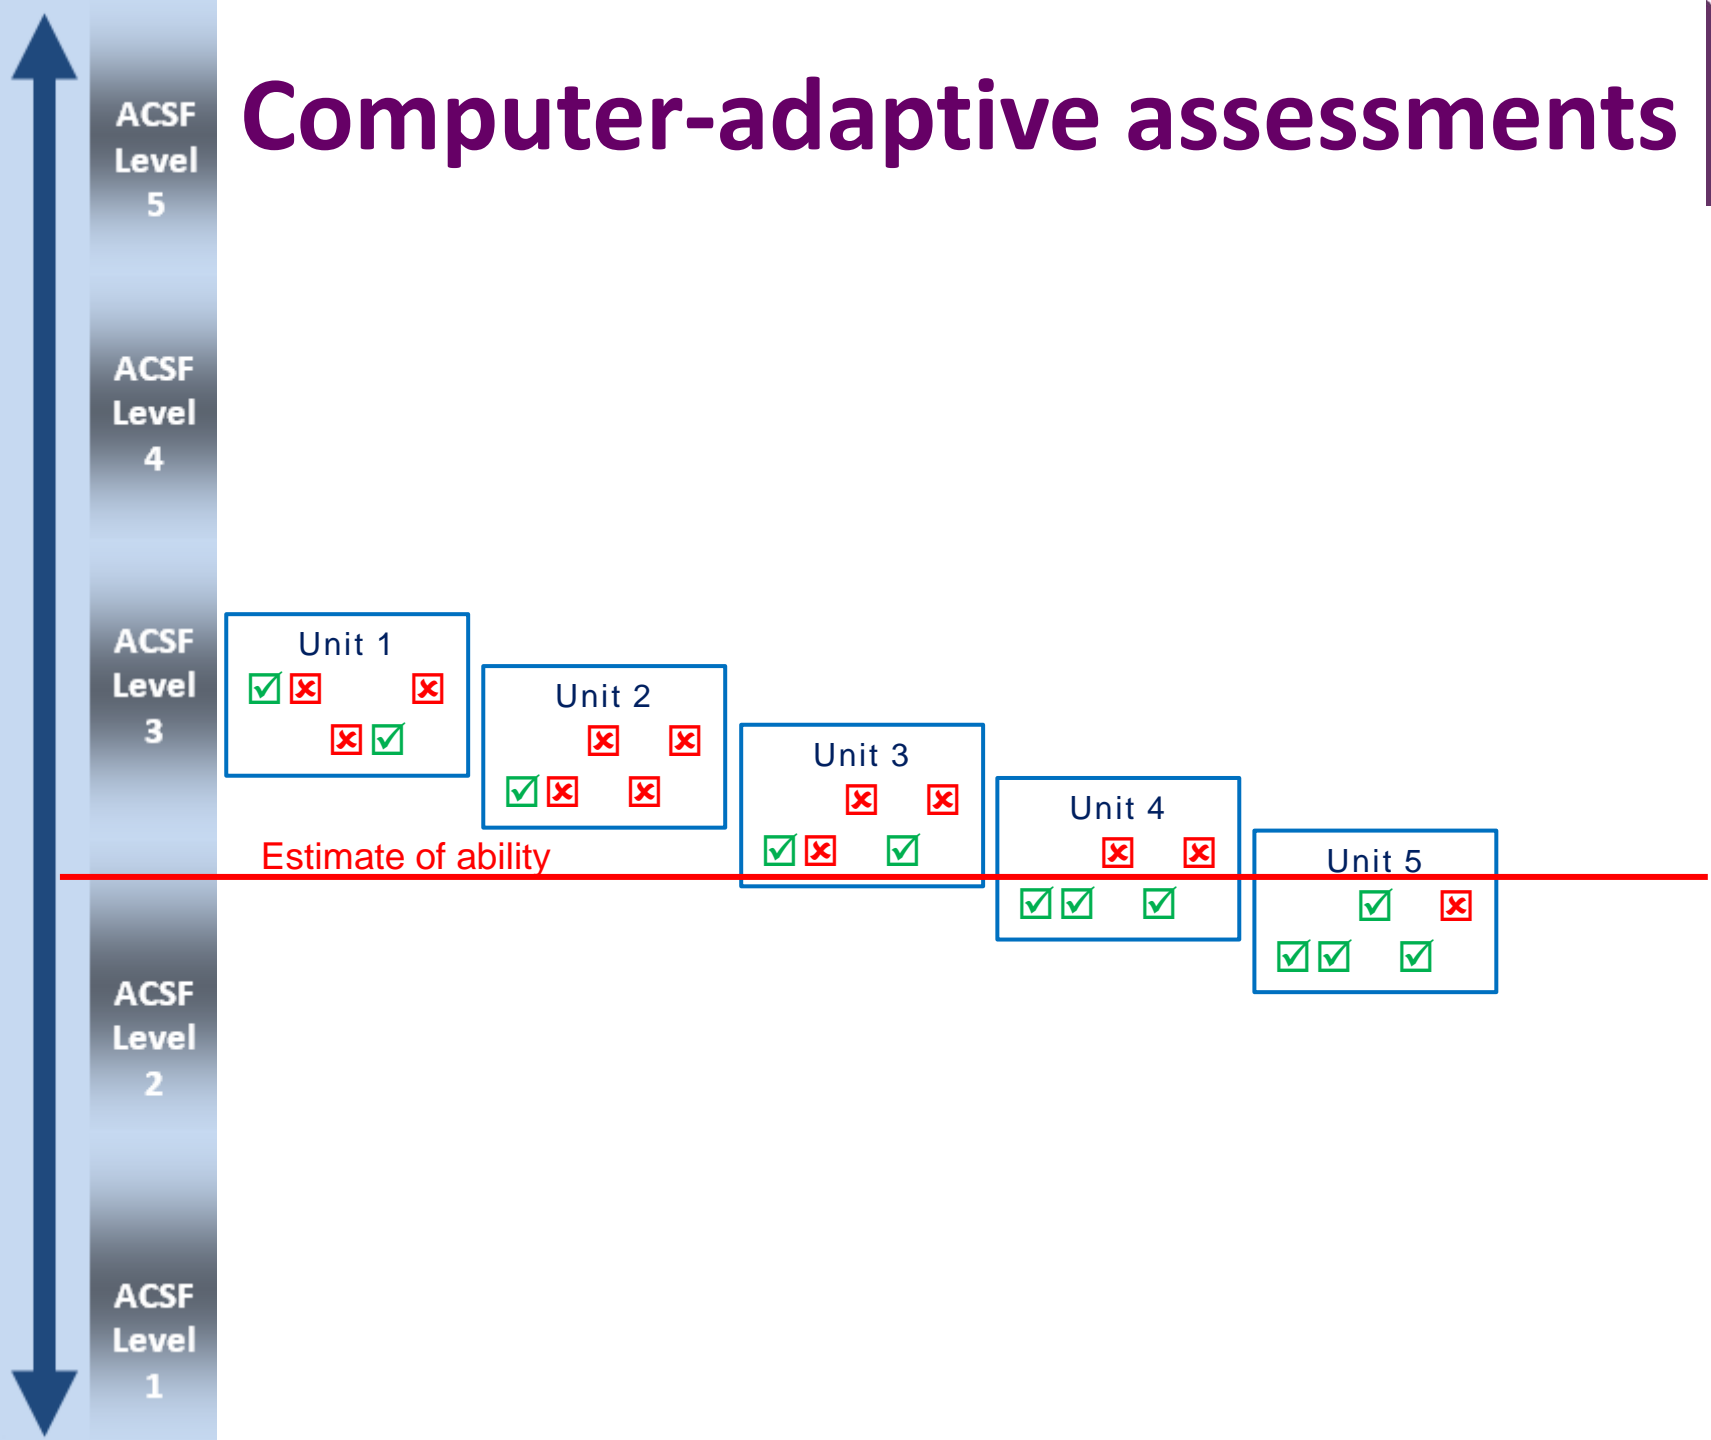 Computer-adaptive assessments
ACSF
Level
5
ACSF
Level
4
ACSF
Level
3
Unit 1
Unit 2
Unit 3
Unit 4
Unit 5
Estimate of ability
ACSF
Level
2
ACSF
Level
1